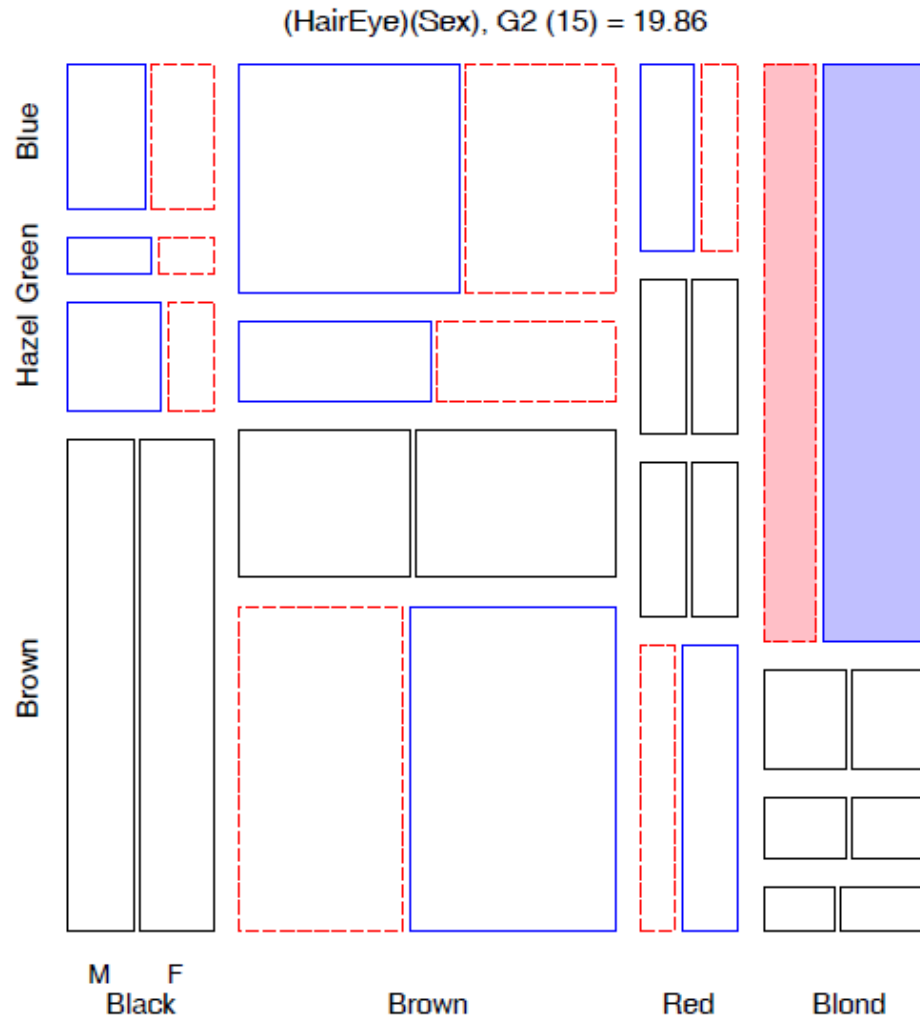 (HairEye)(Sex), G2 (15) = 19.86
Blue
Green
Hazel
Brown
M F
Black Brown Red Blond